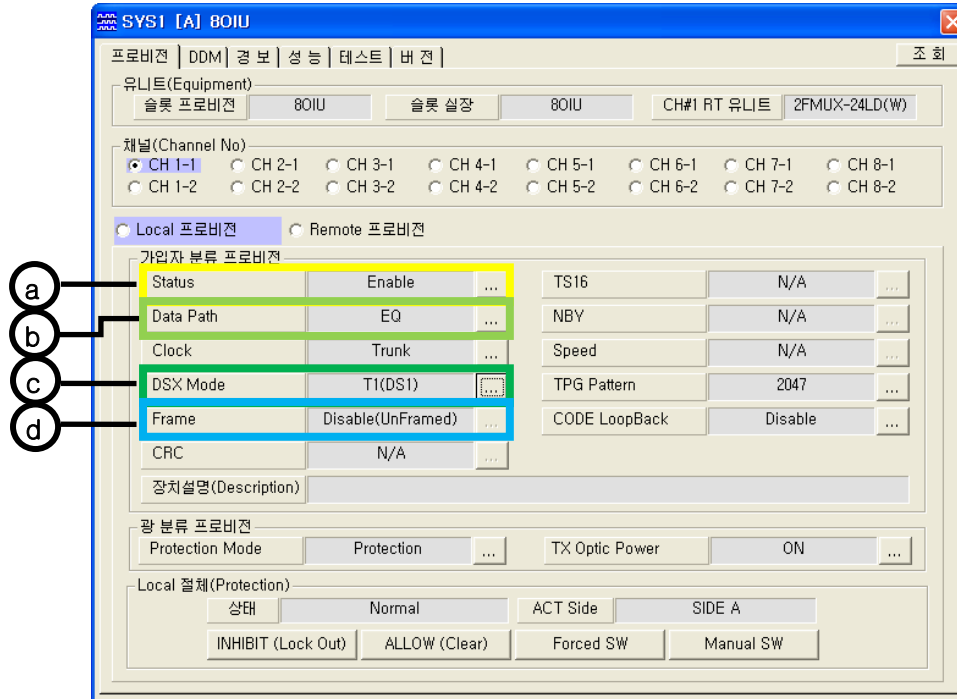 SYS1 [A] 8OIU
프로비전 DDM 경 보 성 능 테스트 버 전 조 회
유니트(Equipment)
슬롯 프로비전 8OIU 슬롯 실장 8OIU CH#1 RT 유니트 2FMUX-24LD(W)
채널(Channel No)
CH 1-1 CH 2-1 CH 3-1 CH 4-1 CH 5-1 CH 6-1 CH 7-1 CH 8-1
CH 1-2 CH 2-2 CH 3-2 CH 4-2 CH 5-2 CH 6-2 CH 7-2 CH 8-2
Local 프로비전 Remote 프로비전
가입자 분류 프로비전
a Status Enable ... TS16 N/A ...
b Data Path EQ ... NBY N/A ...
Clock Trunk ... Speed N/A ...
c DSX Mode T1(DS1) ... TPG Pattern 2047 ...
d Frame Disable(UnFramed) ... CODE LoopBack Disable ...
CRC N/A ...
장치설명(Description)
광 분류 프로비전
Protection Mode Protection ... TX Optic Power ON ...
Local 절체(Protection)
상태 Normal ACT Side SIDE A
INHIBIT (Lock Out) ALLOW (Clear) Forced SW Manual SW